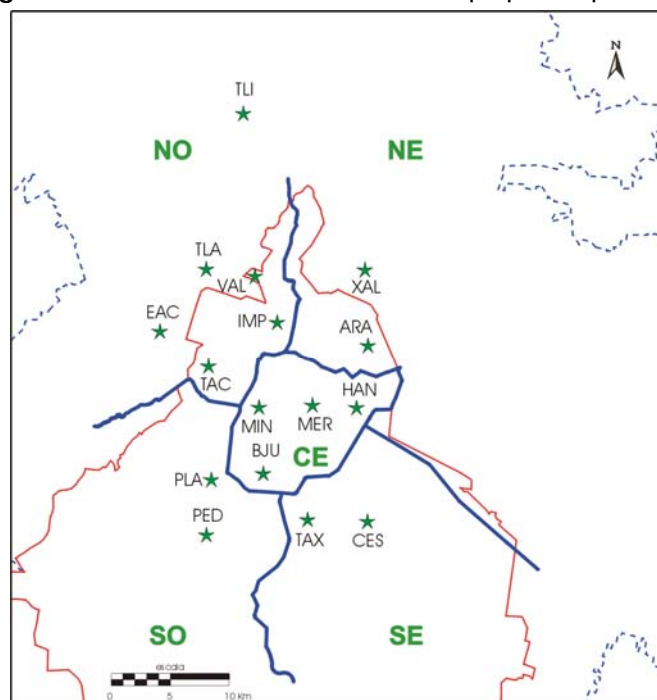 N
TLI
NO
NE
TLA
VAL
XAL
EAC
IMP
ARA
TAC
HAN
MIN
MER
BJU
CE
PLA
PED
TAX
CES
SO
SE
escala
0 5 10 Km